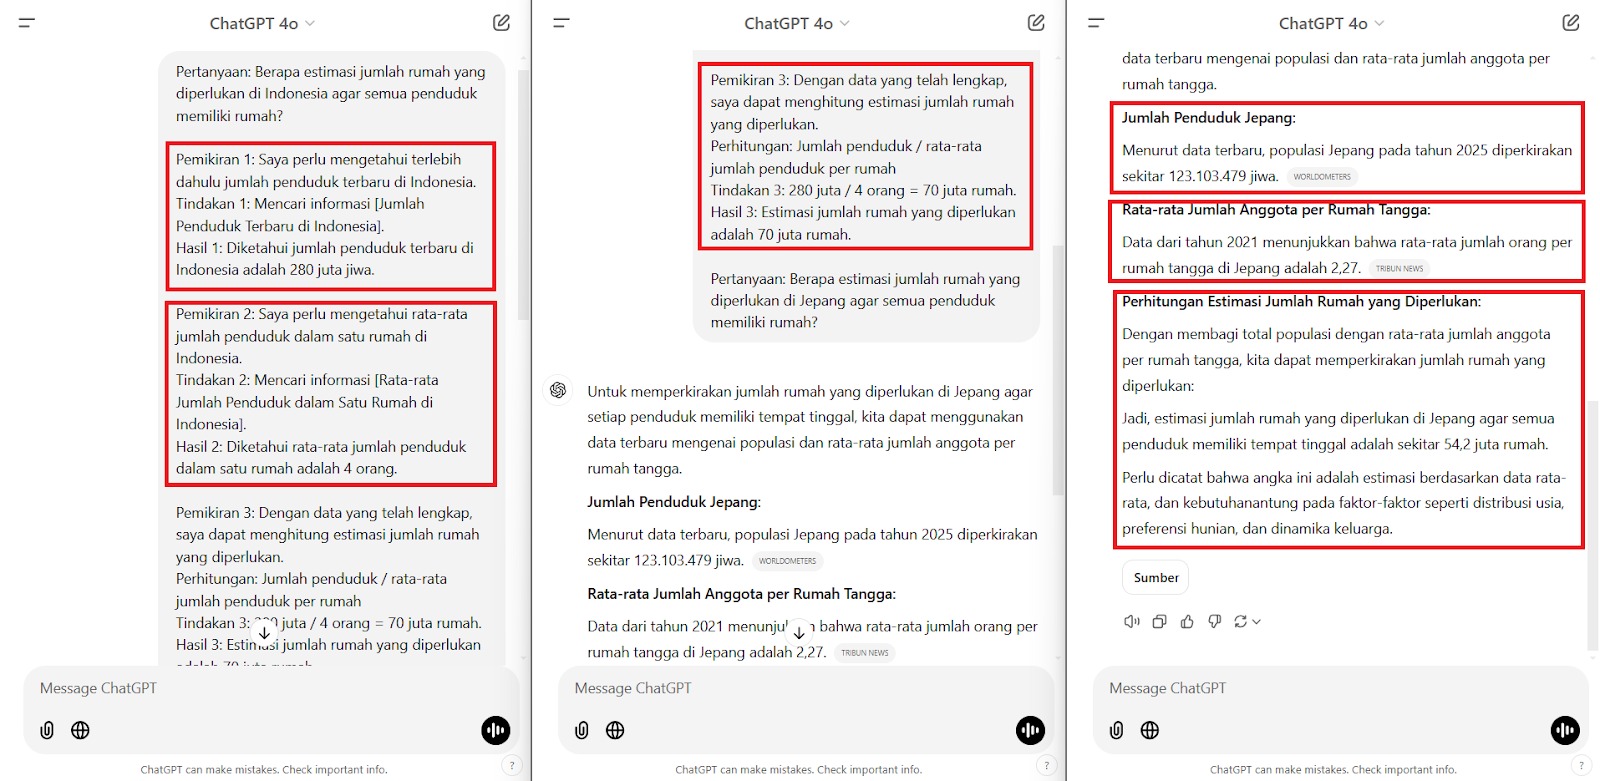 ChatGPT 4o
Pertanyaan: Berapa estimasi jumlah rumah yang
diperlukan di Indonesia agar semua penduduk
memiliki rumah?
Pemikiran 1: Saya perlu mengetahui terlebih
dahulu jumlah penduduk terbaru di Indonesia.
Tindakan 1: Mencari informasi [Jumlah
Penduduk Terbaru di Indonesia].
Hasil 1: Diketahui jumlah penduduk terbaru di
Indonesia adalah 280 juta jiwa.
Pemikiran 2: Saya perlu mengetahui rata-rata
jumlah penduduk dalam satu rumah di
Indonesia.
Tindakan 2: Mencari informasi [Rata-rata
Jumlah Penduduk dalam Satu Rumah di
Indonesia].
Hasil 2: Diketahui rata-rata jumlah penduduk
dalam satu rumah adalah 4 orang.
Pemikiran 3: Dengan data yang telah lengkap,
saya dapat menghitung estimasi jumlah rumah
yang diperlukan.
Perhitungan: Jumlah penduduk / rata-rata
jumlah penduduk per rumah
Tindakan 3: 280 juta / 4 orang = 70 juta rumah.
Hasil 3: Estimasi jumlah rumah yang diperlukan
adalah 70 juta rumah.
Message ChatGPT
ChatGPT can make mistakes. Check important info.
?
ChatGPT 4o
Pemikiran 3: Dengan data yang telah lengkap,
saya dapat menghitung estimasi jumlah rumah
yang diperlukan.
Perhitungan: Jumlah penduduk / rata-rata
jumlah penduduk per rumah
Tindakan 3: 280 juta / 4 orang = 70 juta rumah.
Hasil 3: Estimasi jumlah rumah yang diperlukan
adalah 70 juta rumah.
Pertanyaan: Berapa estimasi jumlah rumah yang
diperlukan di Jepang agar semua penduduk
memiliki rumah?
Untuk memperkirakan jumlah rumah yang diperlukan di Jepang agar
setiap penduduk memiliki tempat tinggal, kita dapat menggunakan
data terbaru mengenai populasi dan rata-rata jumlah anggota per
rumah tangga.
Jumlah Penduduk Jepang:
Menurut data terbaru, populasi Jepang pada tahun 2025 diperkirakan
sekitar 123.103.479 jiwa. WORLDOMETERS
Rata-rata Jumlah Anggota per Rumah Tangga:
Data dari tahun 2021 menunjukkan bahwa rata-rata jumlah orang per
rumah tangga di Jepang adalah 2,27. TRIBUN NEWS
Message ChatGPT
ChatGPT can make mistakes. Check important info.
?
ChatGPT 4o
data terbaru mengenai populasi dan rata-rata jumlah anggota per
rumah tangga.
Jumlah Penduduk Jepang:
Menurut data terbaru, populasi Jepang pada tahun 2025 diperkirakan
sekitar 123.103.479 jiwa. WORLDOMETERS
Rata-rata Jumlah Anggota per Rumah Tangga:
Data dari tahun 2021 menunjukkan bahwa rata-rata jumlah orang per
rumah tangga di Jepang adalah 2,27. TRIBUN NEWS
Perhitungan Estimasi Jumlah Rumah yang Diperlukan:
Dengan membagi total populasi dengan rata-rata jumlah anggota
per rumah tangga, kita dapat memperkirakan jumlah rumah yang
diperlukan:
Jadi, estimasi jumlah rumah yang diperlukan di Jepang agar semua
penduduk memiliki tempat tinggal adalah sekitar 54,2 juta rumah.
Perlu dicatat bahwa angka ini adalah estimasi berdasarkan data rata-
rata, dan kebutuhanantung pada faktor-faktor seperti distribusi usia,
preferensi hunian, dan dinamika keluarga.
Sumber
Message ChatGPT
ChatGPT can make mistakes. Check important info.
?